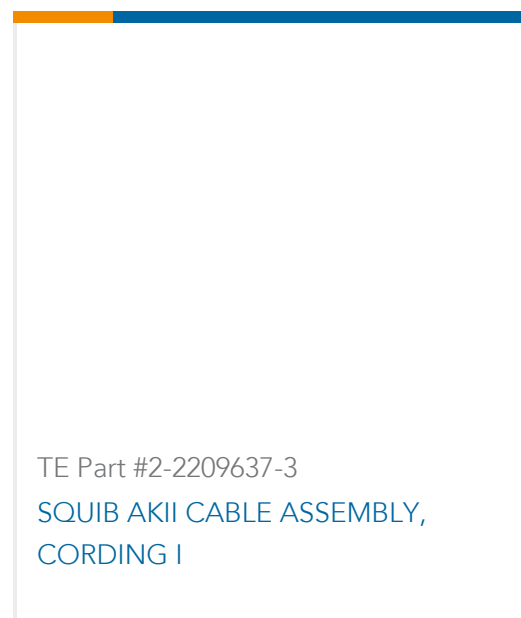 TE Part #2-2209637-3
SQUIB AKII CABLE ASSEMBLY,
CORDING I